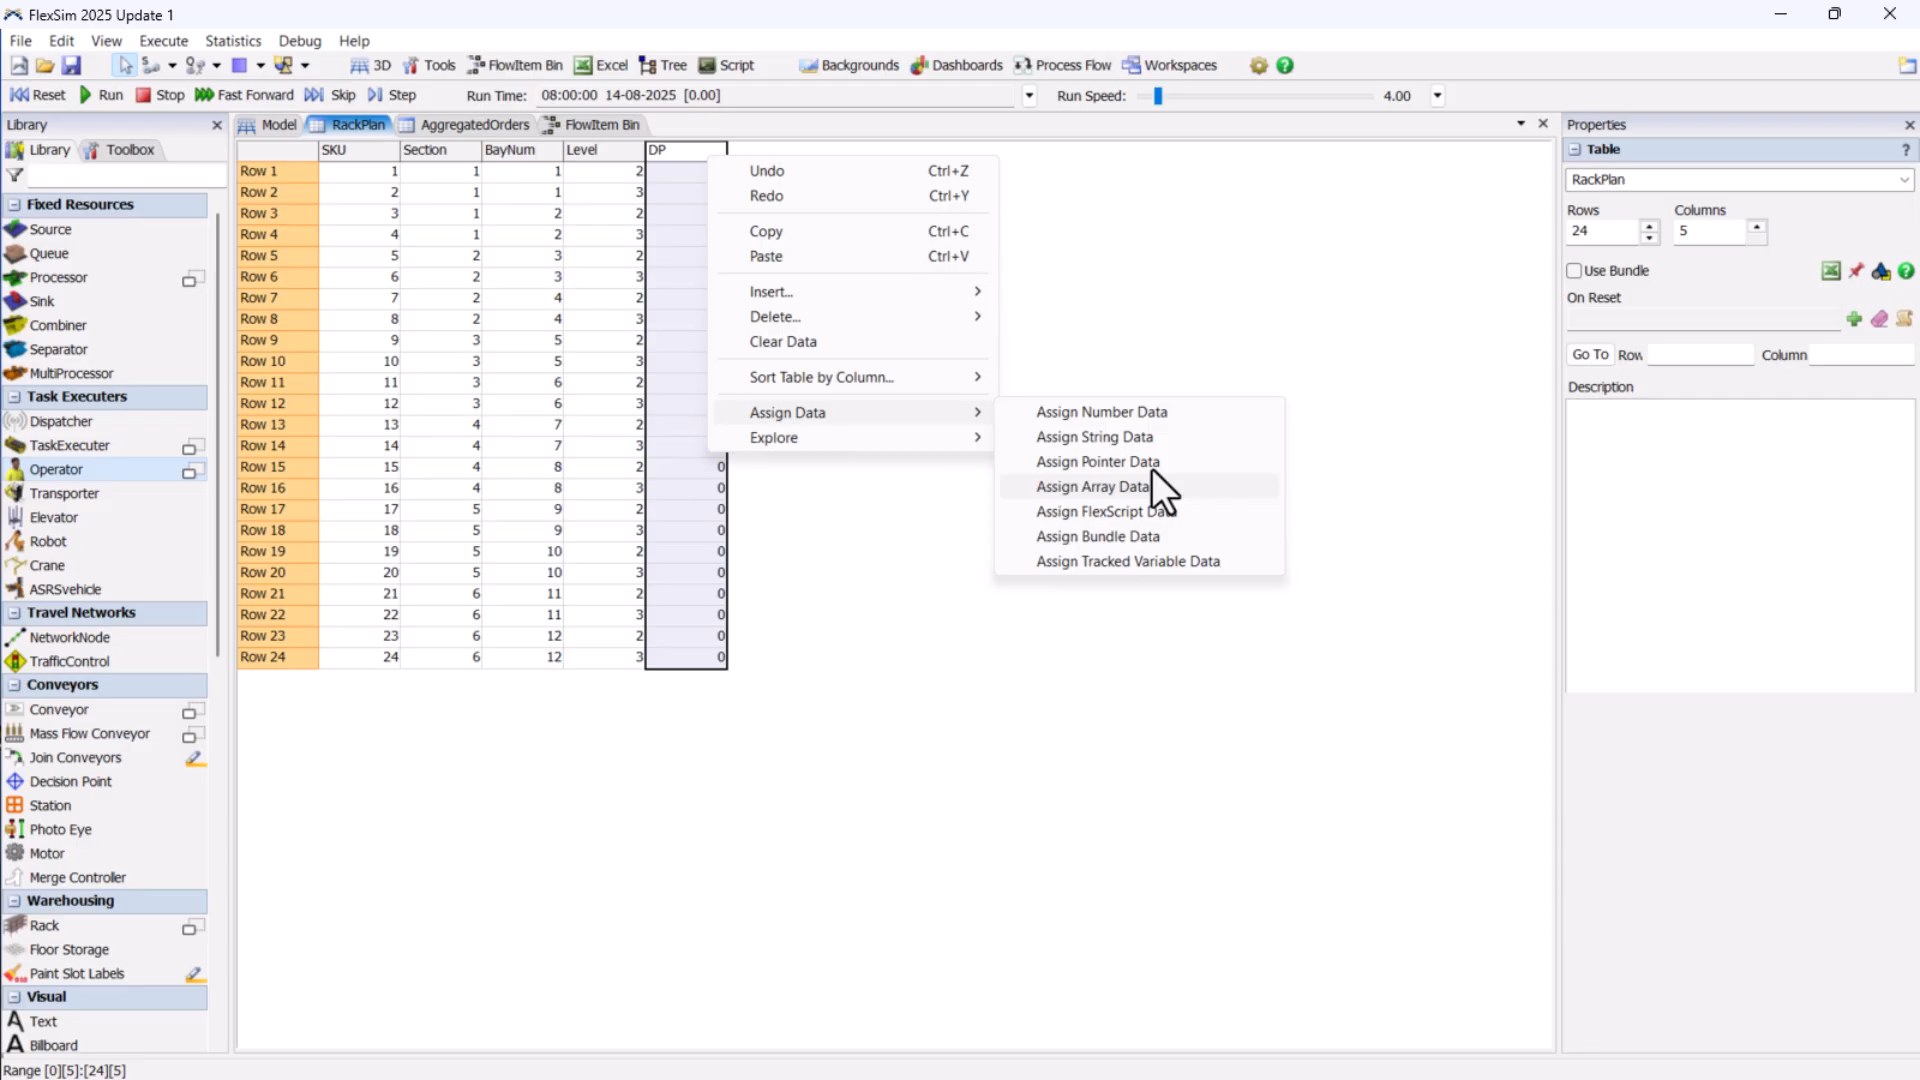 FlexSim 2025 Update 1
File Edit View Execute Statistics Debug Help
3D Tools FlowItem Bin Excel Tree Script Backgrounds Dashboards Process Flow Workspaces
Reset Run Stop Fast Forward Skip Step Run Time: 08:00:00 14-08-2025 [0.00] Run Speed: 4.00
Library
Library Toolbox
Fixed Resources
Source
Queue
Processor
Sink
Combiner
Separator
MultiProcessor
Task Executers
Dispatcher
TaskExecuter
Operator
Transporter
Elevator
Robot
Crane
ASRSvehicle
Travel Networks
NetworkNode
TrafficControl
Conveyors
Conveyor
Mass Flow Conveyor
Join Conveyors
Decision Point
Station
Photo Eye
Motor
Merge Controller
Warehousing
Rack
Floor Storage
Paint Slot Labels
Visual
Text
Billboard
Model RackPlan AggregatedOrders FlowItem Bin
SKU Section BayNum Level DP
Row 1 1 1 1 2
Row 2 2 1 1 3
Row 3 3 1 2 2
Row 4 4 1 2 3
Row 5 5 2 3 2
Row 6 6 2 3 3
Row 7 7 2 4 2
Row 8 8 2 4 3
Row 9 9 3 5 2
Row 10 10 3 5 3
Row 11 11 3 6 2
Row 12 12 3 6 3
Row 13 13 4 7 2
Row 14 14 4 7 3
Row 15 15 4 8 2 0
Row 16 16 4 8 3 0
Row 17 17 5 9 2 0
Row 18 18 5 9 3 0
Row 19 19 5 10 2 0
Row 20 20 5 10 3 0
Row 21 21 6 11 2 0
Row 22 22 6 11 3 0
Row 23 23 6 12 2 0
Row 24 24 6 12 3 0
Undo Ctrl+Z
Redo Ctrl+Y
Copy Ctrl+C
Paste Ctrl+V
Insert...
Delete...
Clear Data
Sort Table by Column...
Assign Data
Explore
Assign Number Data
Assign String Data
Assign Pointer Data
Assign Array Data
Assign FlexScript Data
Assign Bundle Data
Assign Tracked Variable Data
Properties
Table ?
RackPlan
Rows Columns
24 5
Use Bundle
On Reset
Go To Row Column
Description
Range [0][5]:[24][5]